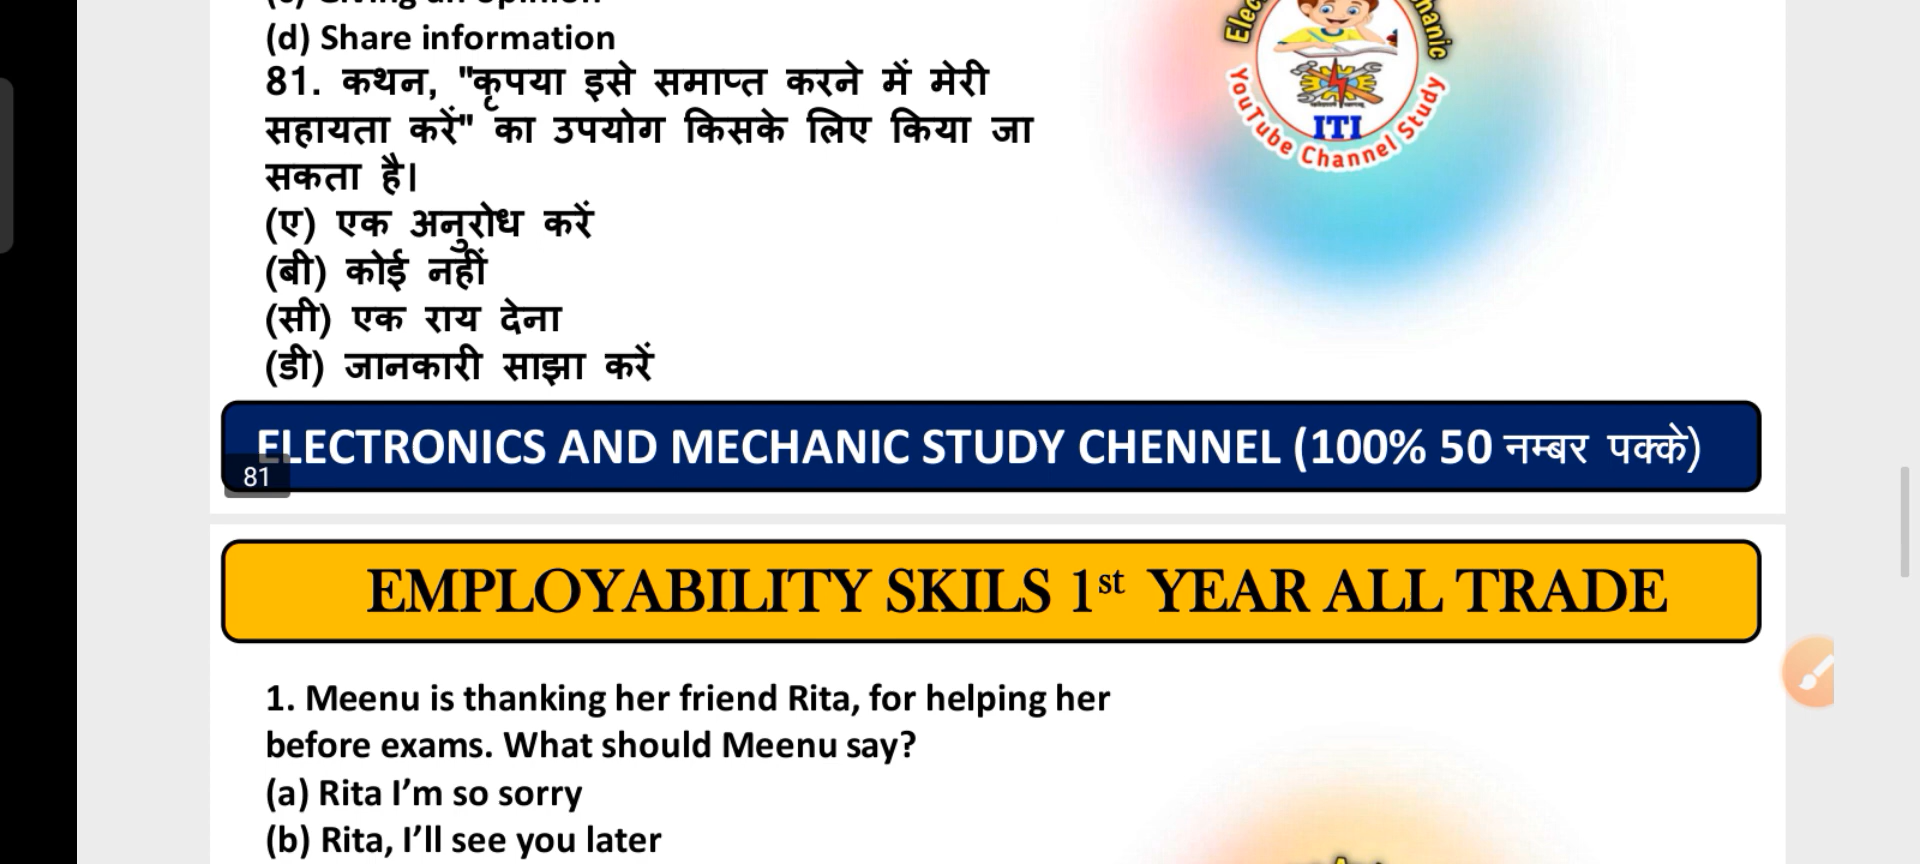 (c) Giving an opinion
(d) Share information
81. कथन, "कृपया इसे समाप्त करने में मेरी
सहायता करें" का उपयोग किसके लिए किया जा
सकता है।
(ए) एक अनुरोध करें
(बी) कोई नहीं
(सी) एक राय देना
(डी) जानकारी साझा करें
YouTube Channel Study
ITI
ELECTRONICS AND MECHANIC STUDY CHENNEL (100% 50 नम्बर पक्के)
81
EMPLOYABILITY SKILS 1st YEAR ALL TRADE
1. Meenu is thanking her friend Rita, for helping her
before exams. What should Meenu say?
(a) Rita I’m so sorry
(b) Rita, I’ll see you later